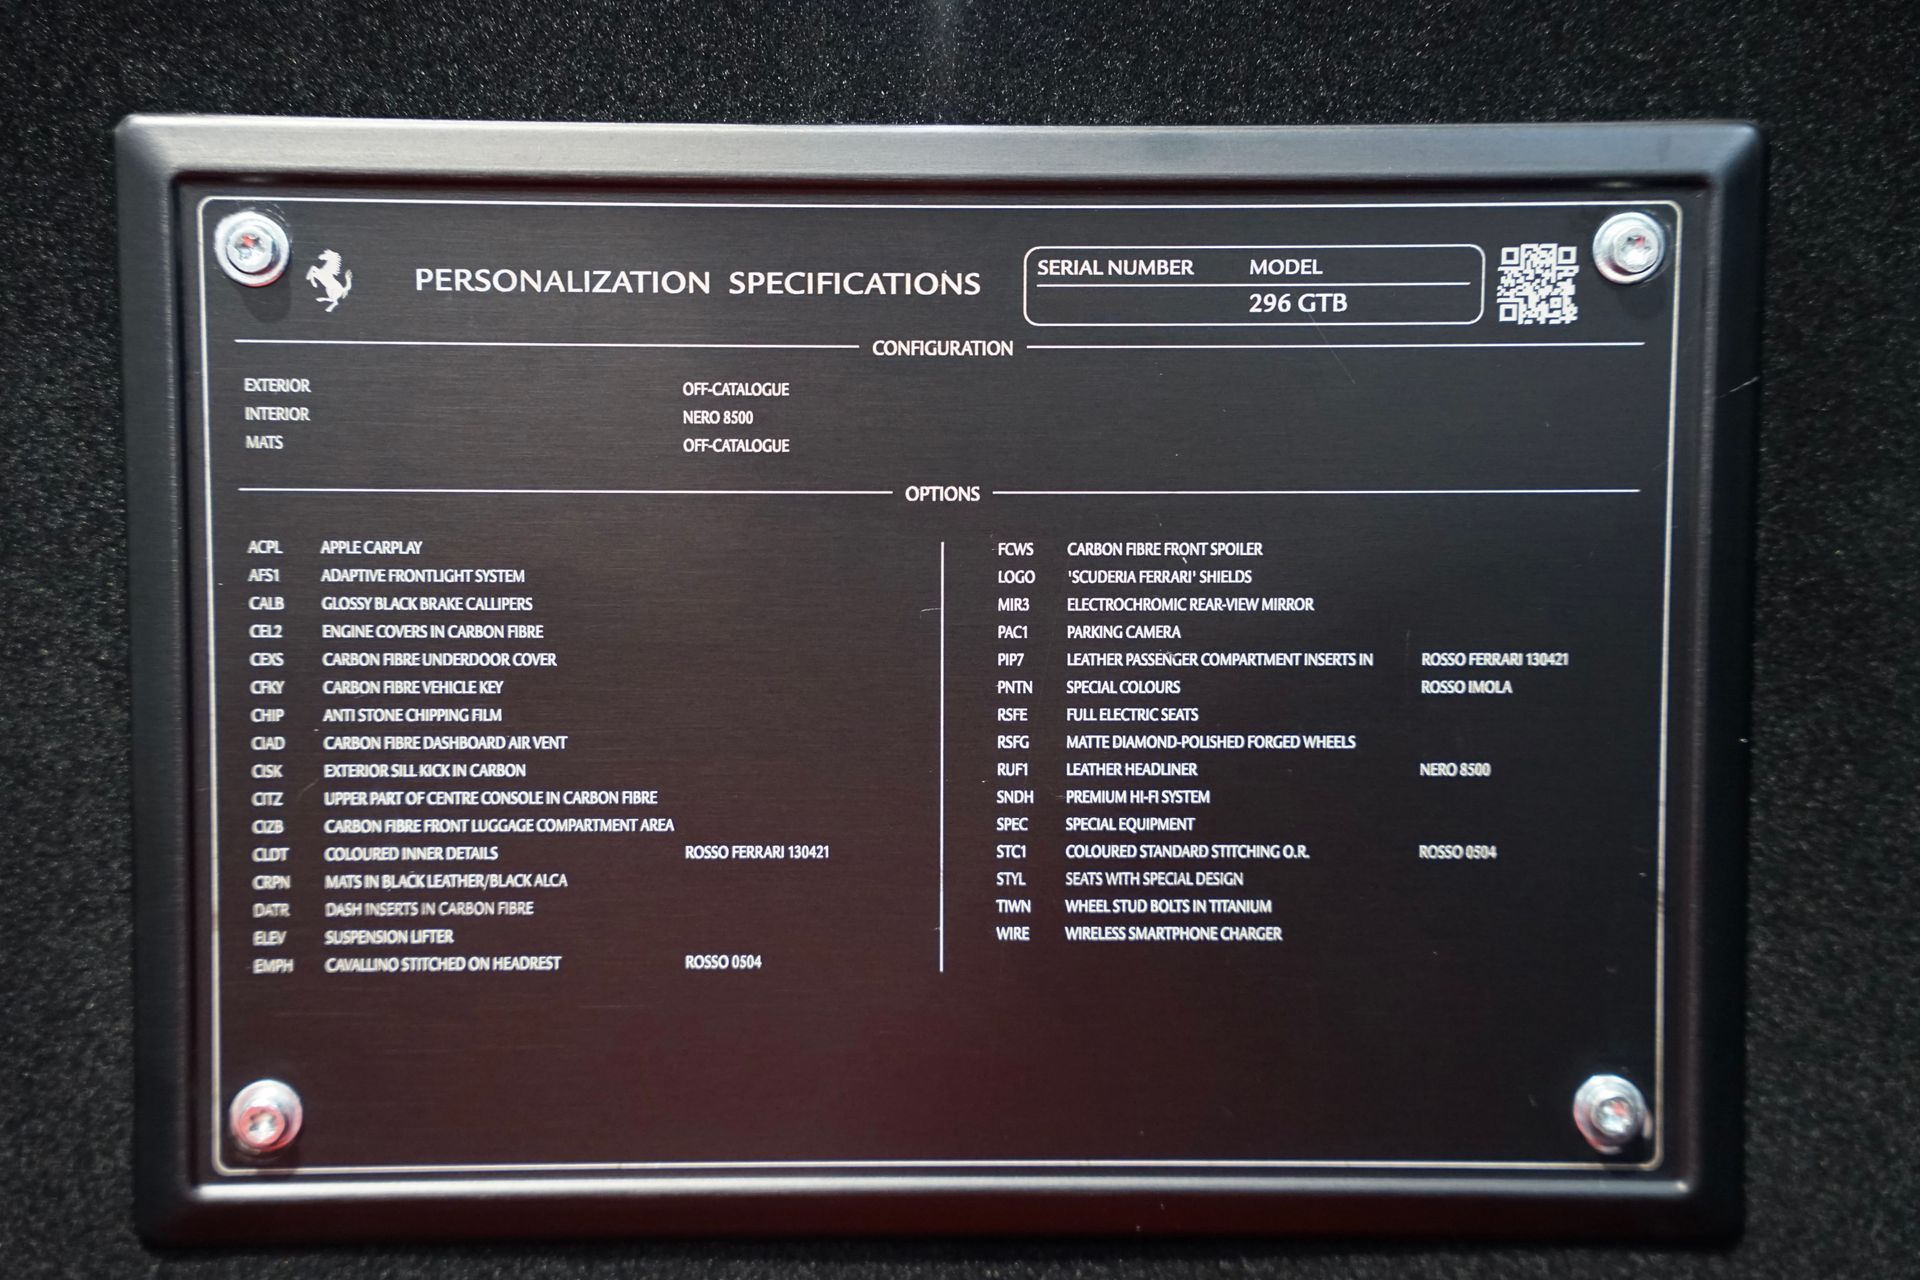 PERSONALIZATION SPECIFICATIONS
SERIAL NUMBER MODEL
296 GTB
CONFIGURATION
EXTERIOR OFF-CATALOGUE
INTERIOR NERO 8500
MATS OFF-CATALOGUE
OPTIONS
ACPL APPLE CARPLAY
AFS1 ADAPTIVE FRONTLIGHT SYSTEM
CALB GLOSSY BLACK BRAKE CALLIPERS
CEL2 ENGINE COVERS IN CARBON FIBRE
CEXS CARBON FIBRE UNDERDOOR COVER
CFKY CARBON FIBRE VEHICLE KEY
CHIP ANTI STONE CHIPPING FILM
CIAD CARBON FIBRE DASHBOARD AIR VENT
CISK EXTERIOR SILL KICK IN CARBON
CITZ UPPER PART OF CENTRE CONSOLE IN CARBON FIBRE
CIZB CARBON FIBRE FRONT LUGGAGE COMPARTMENT AREA
CLDT COLOURED INNER DETAILS ROSSO FERRARI 130421
CRPN MATS IN BLACK LEATHER/BLACK ALCA
DATR DASH INSERTS IN CARBON FIBRE
ELEV SUSPENSION LIFTER
EMPH CAVALLINO STITCHED ON HEADREST ROSSO 0504
FCWS CARBON FIBRE FRONT SPOILER
LOGO 'SCUDERIA FERRARI' SHIELDS
MIR3 ELECTROCHROMIC REAR-VIEW MIRROR
PAC1 PARKING CAMERA
PIP7 LEATHER PASSENGER COMPARTMENT INSERTS IN ROSSO FERRARI 130421
PNTN SPECIAL COLOURS ROSSO IMOLA
RSFE FULL ELECTRIC SEATS
RSFG MATTE DIAMOND-POLISHED FORGED WHEELS
RUF1 LEATHER HEADLINER NERO 8500
SNDH PREMIUM HI-FI SYSTEM
SPEC SPECIAL EQUIPMENT
STC1 COLOURED STANDARD STITCHING O.R. ROSSO 0504
STYL SEATS WITH SPECIAL DESIGN
TIWN WHEEL STUD BOLTS IN TITANIUM
WIRE WIRELESS SMARTPHONE CHARGER